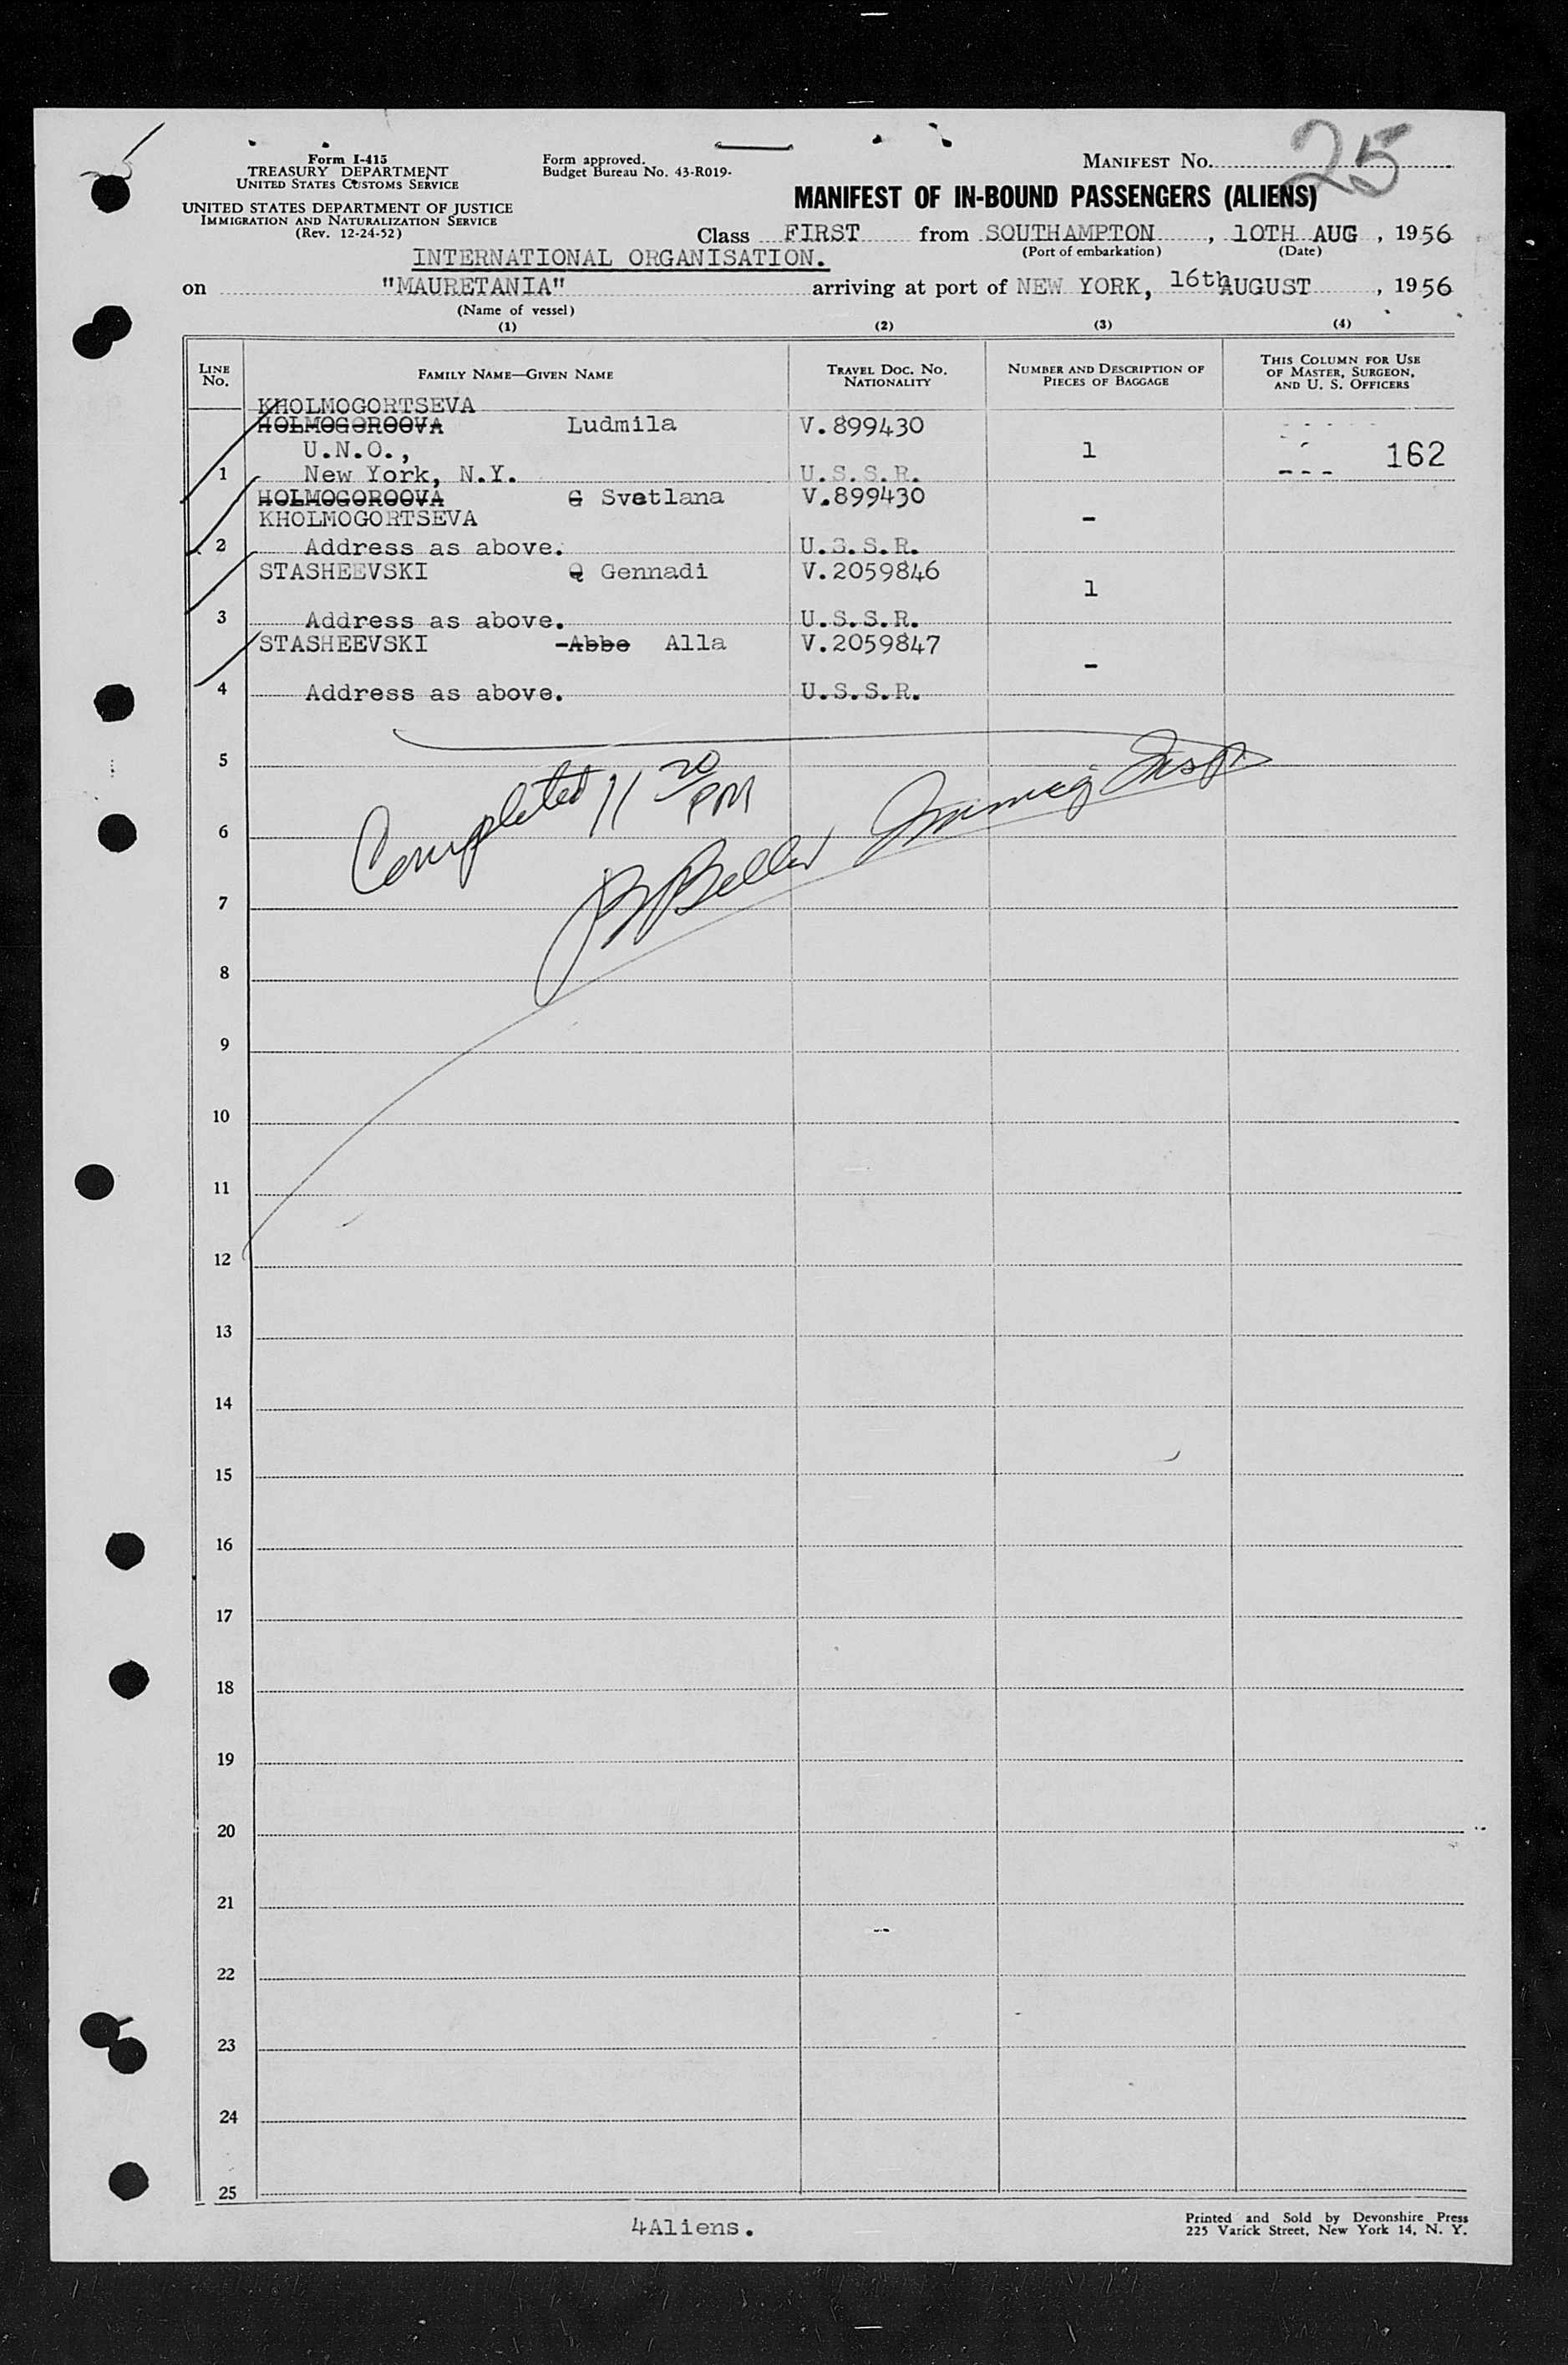 Form I-415
TREASURY DEPARTMENT
UNITED STATES CUSTOMS SERVICE
UNITED STATES DEPARTMENT OF JUSTICE
IMMIGRATION AND NATURALIZATION SERVICE
(Rev. 12-24-52)
Form approved.
Budget Bureau No. 43-R019-
MANIFEST No. 25
MANIFEST OF IN-BOUND PASSENGERS (ALIENS)
Class FIRST from SOUTHAMPTON, 10TH AUG, 1956
(Port of embarkation) (Date)
INTERNATIONAL ORGANISATION.
on "MAURETANIA" arriving at port of NEW YORK, 16th AUGUST, 1956
(Name of vessel)
(1) (2) (3) (4)
LINE No. FAMILY NAME—GIVEN NAME TRAVEL DOC. NO. NATIONALITY NUMBER AND DESCRIPTION OF PIECES OF BAGGAGE THIS COLUMN FOR USE OF MASTER, SURGEON, AND U. S. OFFICERS
KHOLMOGORTSEVA
HOLMOGOROOVA Ludmila V.899430
U.N.O., 1 162
1 New York, N.Y. U.S.S.R.
HOLMOGOROOVA G Svetlana V.899430
KHOLMOGORTSEVA -
2 Address as above. U.S.S.R.
STASHEEVSKI Q Gennadi V.2059846
1
3 Address as above. U.S.S.R.
STASHEEVSKI -Abbe Alla V.2059847
-
4 Address as above. U.S.S.R.
5
Completed 11 20 PM
Immig Insp
6
7
8
9
10
11
12
13
14
15
16
17
18
19
20
21
22
23
24
25
4 Aliens.
Printed and Sold by Devonshire Press
225 Varick Street, New York 14, N. Y.